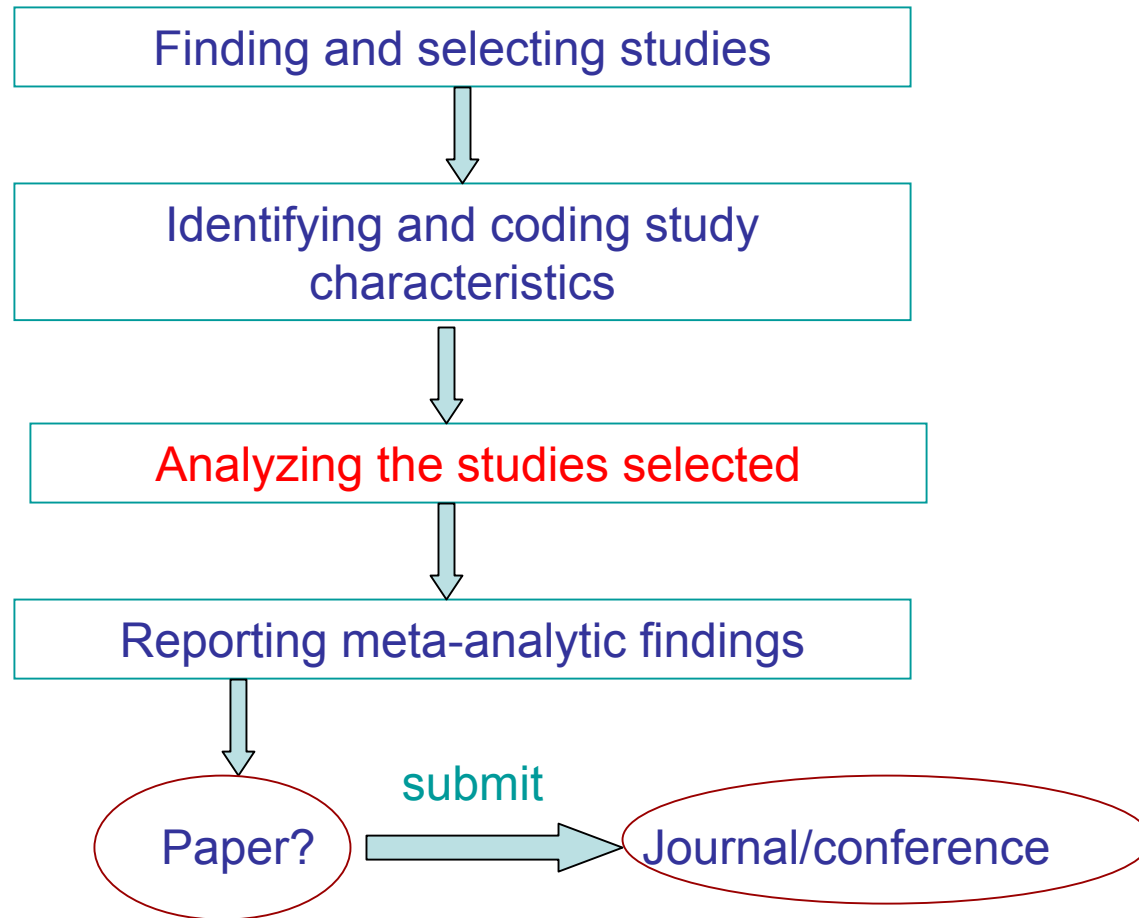 Finding and selecting studies
Identifying and coding study
characteristics
Analyzing the studies selected
Reporting meta-analytic findings
submit
Paper?
Journal/conference